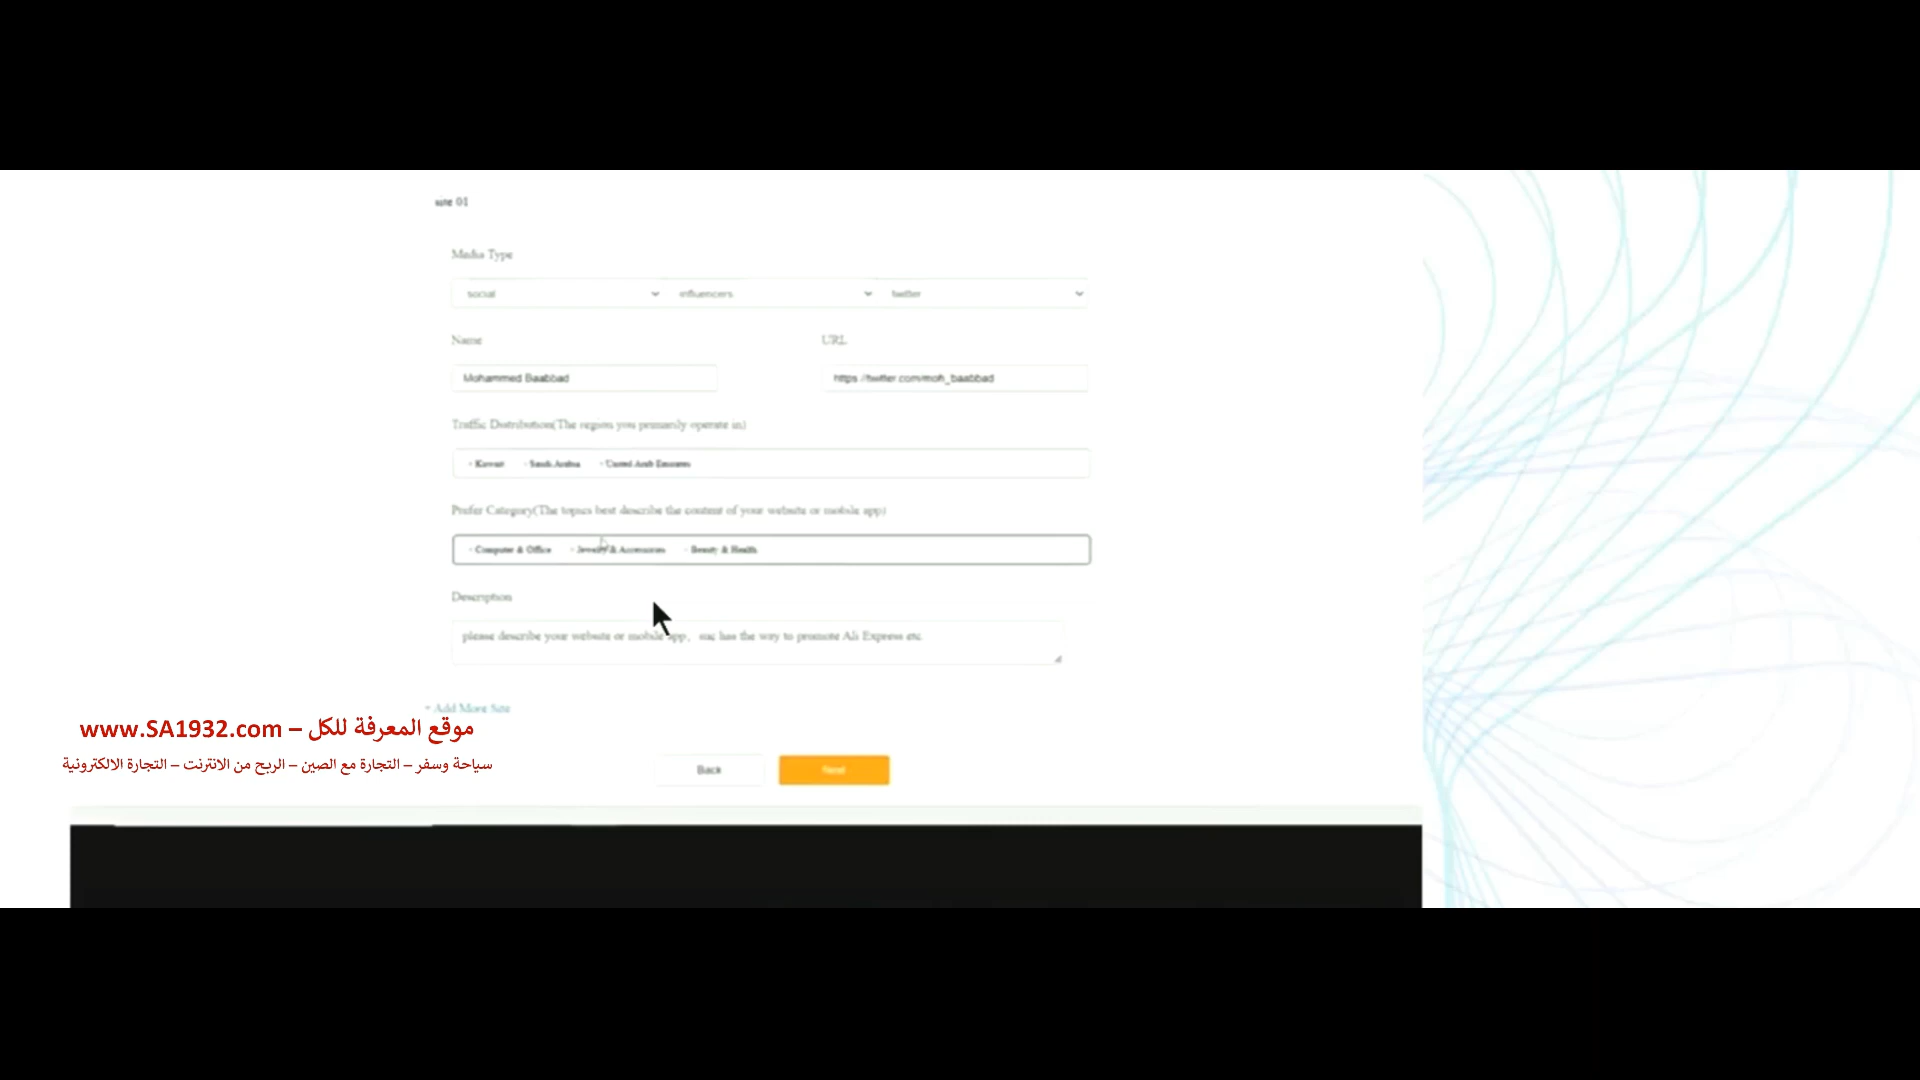 site 01
Media Type
social influencers twitter
Name URL
Mohammed Baabbad https://twitter.com/moh_baabbad
Traffic Distribution(The region you primarily operate in)
Kuwait Saudi Arabia United Arab Emirates
Prefer Category(The topics best describe the content of your website or mobile app)
Computer & Office Jewelry & Accessories Beauty & Health
Description
please describe your website or mobile app, has the way to promote Ali Express etc
+ Add More Site
www.SA1932.com – موقع المعرفة للكل
سياحة وسفر – التجارة مع الصين – الربح من الانترنت – التجارة الالكترونية
Back Next